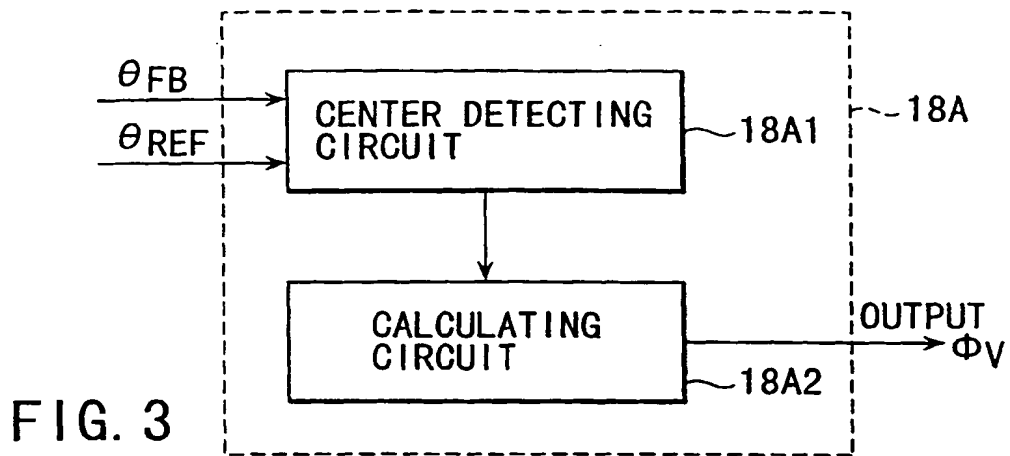 θFB
θREF
CENTER DETECTING
CIRCUIT
18A1
18A
CALCULATING
CIRCUIT
18A2
OUTPUT
ΦV
FIG. 3